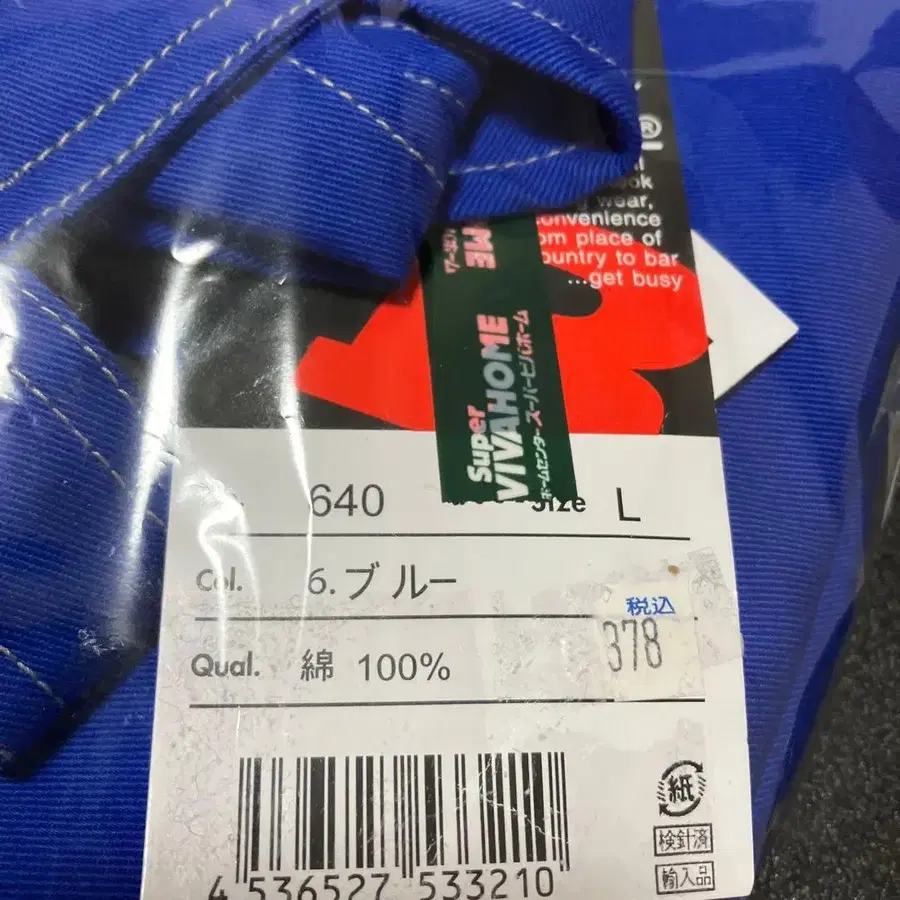 ®
wear,
convenience
om place of
ountry to bar
...get busy
Super
VIVAHOME
ホームセンター スーパービバホーム
640
Size L
Col. 6.ブルー
税込
378
Qual. 綿 100%
4 536527 533210
紙
検針済
輸入品